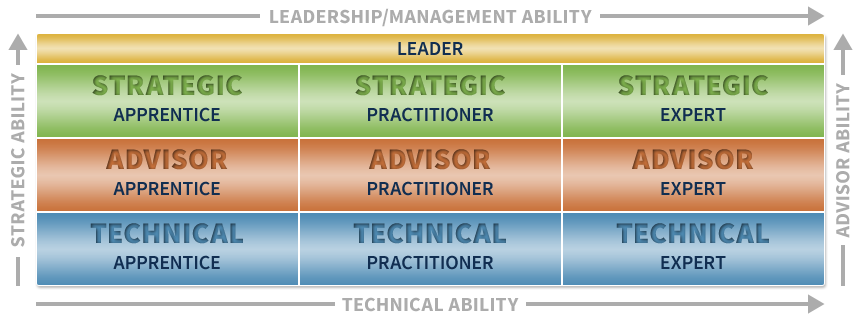 LEADERSHIP/MANAGEMENT ABILITY
STRATEGIC ABILITY
ADVISOR ABILITY
LEADER
STRATEGIC STRATEGIC STRATEGIC
APPRENTICE PRACTITIONER EXPERT
ADVISOR ADVISOR ADVISOR
APPRENTICE PRACTITIONER EXPERT
TECHNICAL TECHNICAL TECHNICAL
APPRENTICE PRACTITIONER EXPERT
TECHNICAL ABILITY